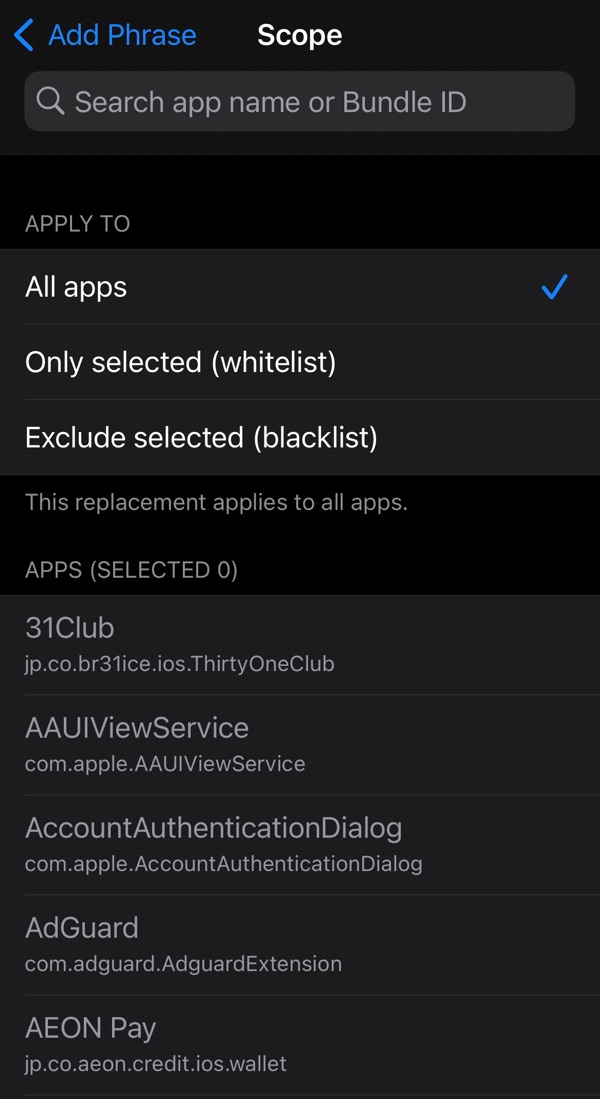 Add Phrase
Scope
Search app name or Bundle ID
APPLY TO
All apps
Only selected (whitelist)
Exclude selected (blacklist)
This replacement applies to all apps.
APPS (SELECTED 0)
31Club
jp.co.br31ice.ios.ThirtyOneClub
AAUIViewService
com.apple.AAUIViewService
AccountAuthenticationDialog
com.apple.AccountAuthenticationDialog
AdGuard
com.adguard.AdguardExtension
AEON Pay
jp.co.aeon.credit.ios.wallet